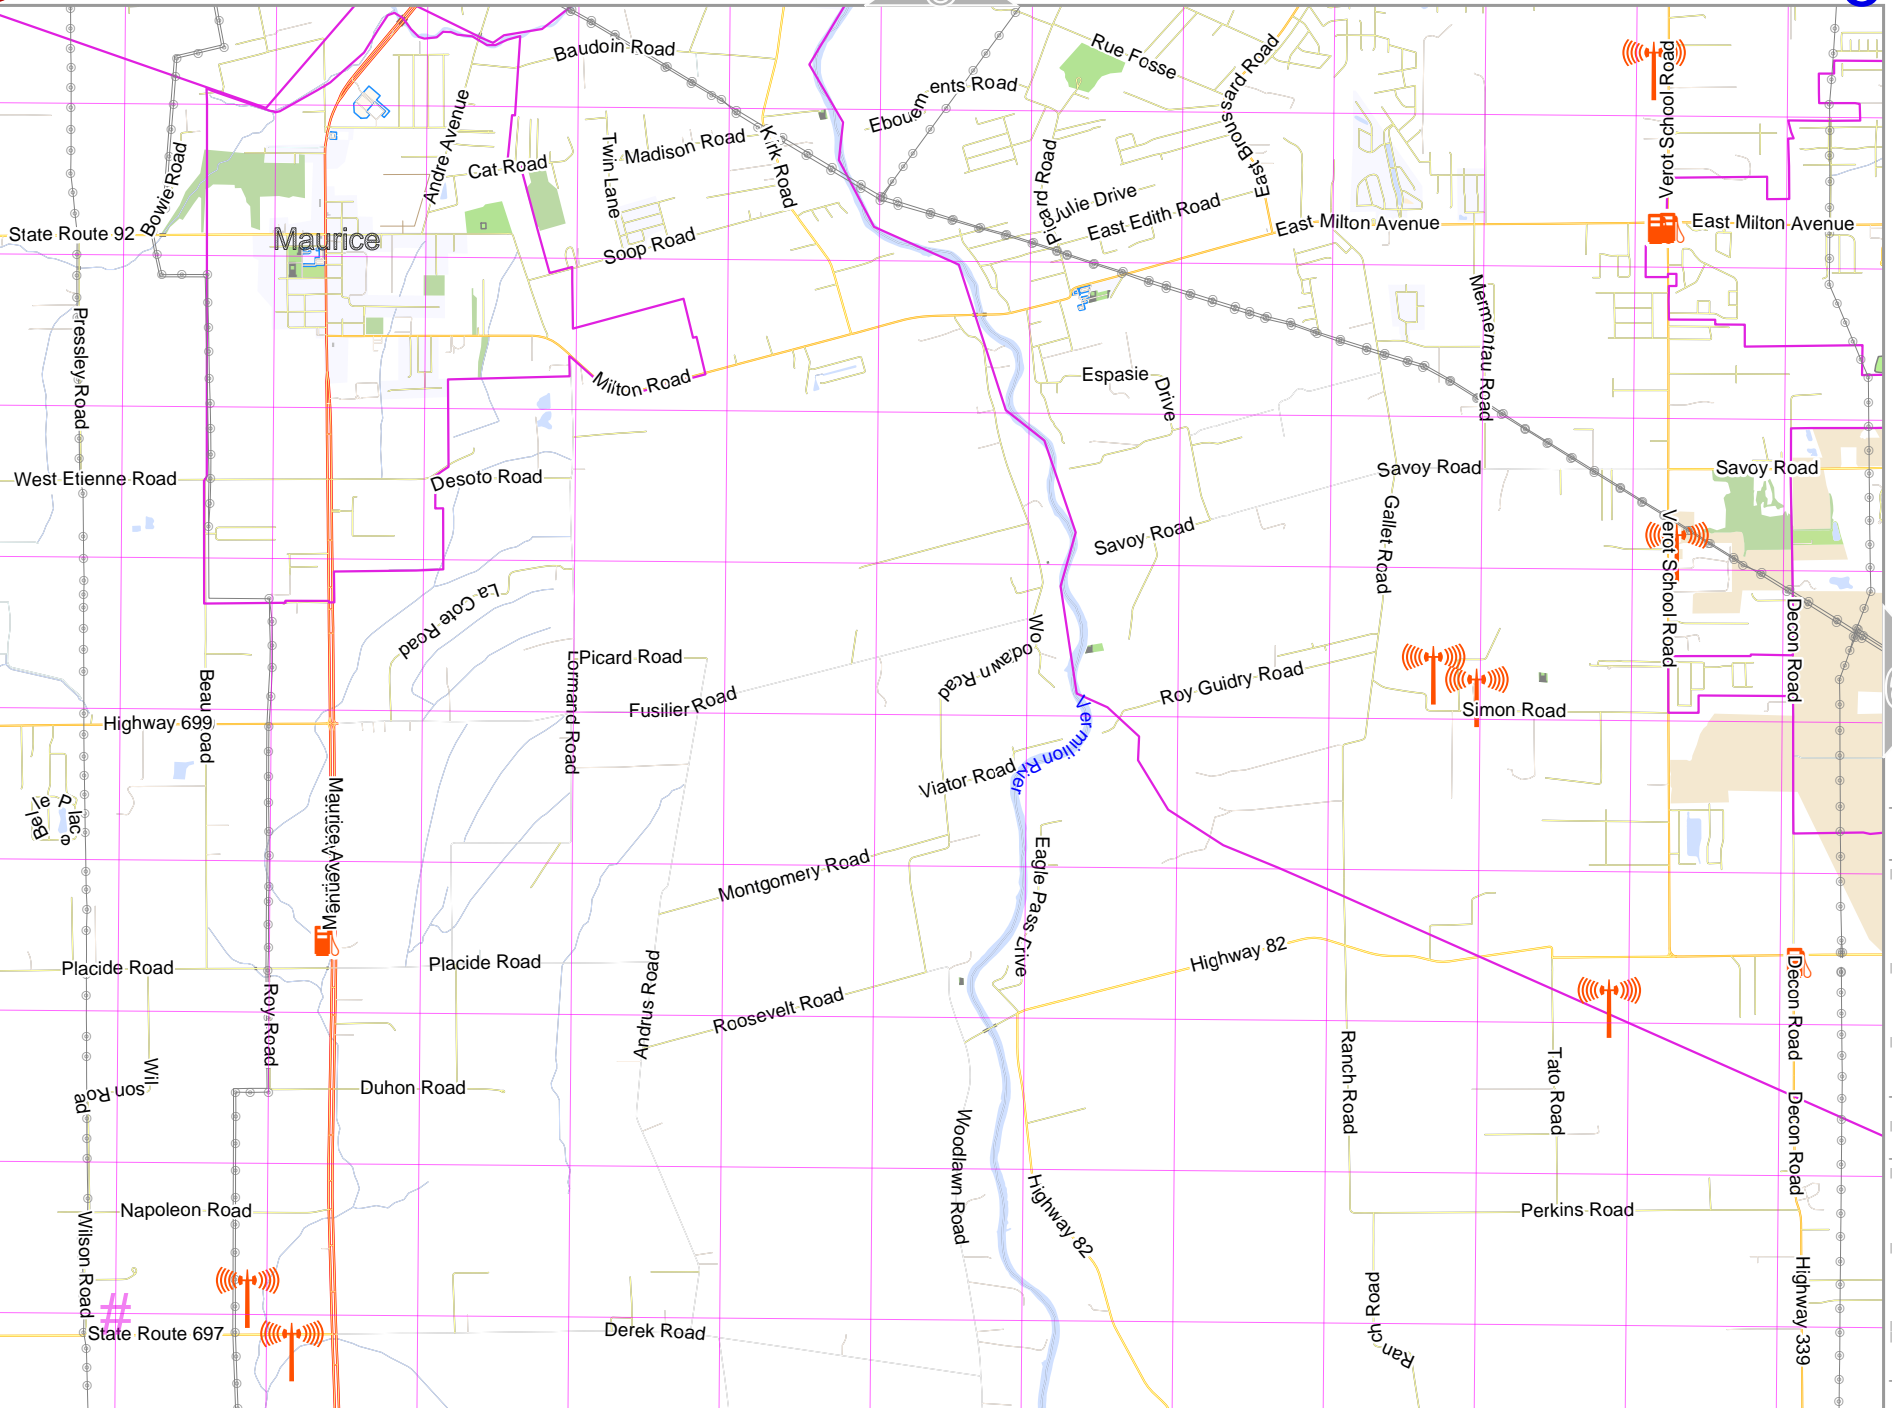 Baudoin Road
Rue Fosse
East Broussard Road
Verot School Road
Ebouem ents Road
Andre Avenue
Cat Road
Twin Lane
Madison Road
Kirk Road
Picard Road
Julie Drive
East Edith Road
East Milton Avenue
East Milton Avenue
Bowie Road
State Route 92
Maurice
Soop Road
Pressley Road
Mermentau Road
Milton Road
Espasie Drive
West Etienne Road
Desoto Road
Savoy Road
Savoy Road
Savoy Road
Gallet Road
Verot School Road
La Cote Road
Decon Road
Picard Road
Lormand Road
Fusilier Road
Woodawn Road
Roy Guidry Road
Simon Road
Beau Road
Highway 699
Vermilion River
Viator Road
Belle Place
Maurice Avenue
Montgomery Road
Eagle Pass Drive
Highway 82
Placide Road
Placide Road
Andrus Road
Roosevelt Road
Roy Road
Decon Road
Ranch Road
Tato Road
Wilson Road
Duhon Road
Decon Road
Woodlawn Road
Highway 82
Napoleon Road
Perkins Road
Wilson Road
#
State Route 697
Derek Road
Ranch Road
Highway 339